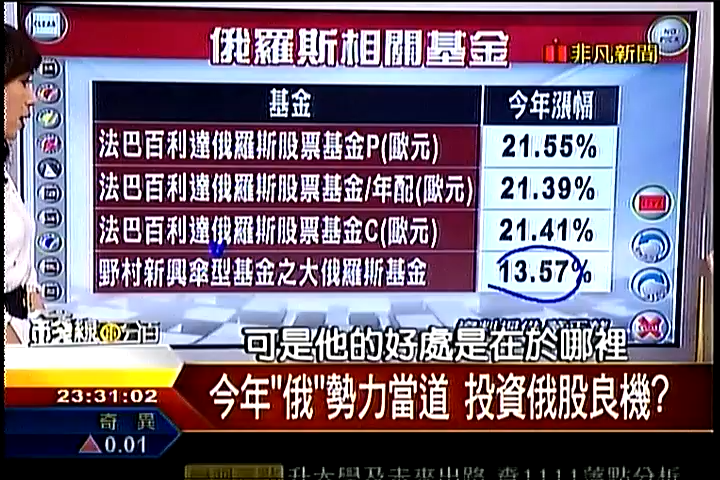 CLEAR
俄羅斯相關基金
非凡新聞
NO PICK
基金
今年漲幅
法巴百利達俄羅斯股票基金P(歐元)
21.55%
法巴百利達俄羅斯股票基金/年配(歐元)
21.39%
法巴百利達俄羅斯股票基金C(歐元)
21.41%
野村新興傘型基金之大俄羅斯基金
13.57%
可是他的好處是在於哪裡
23:31:02
今年"俄"勢力當道 投資俄股良機?
奇異
▲0.01